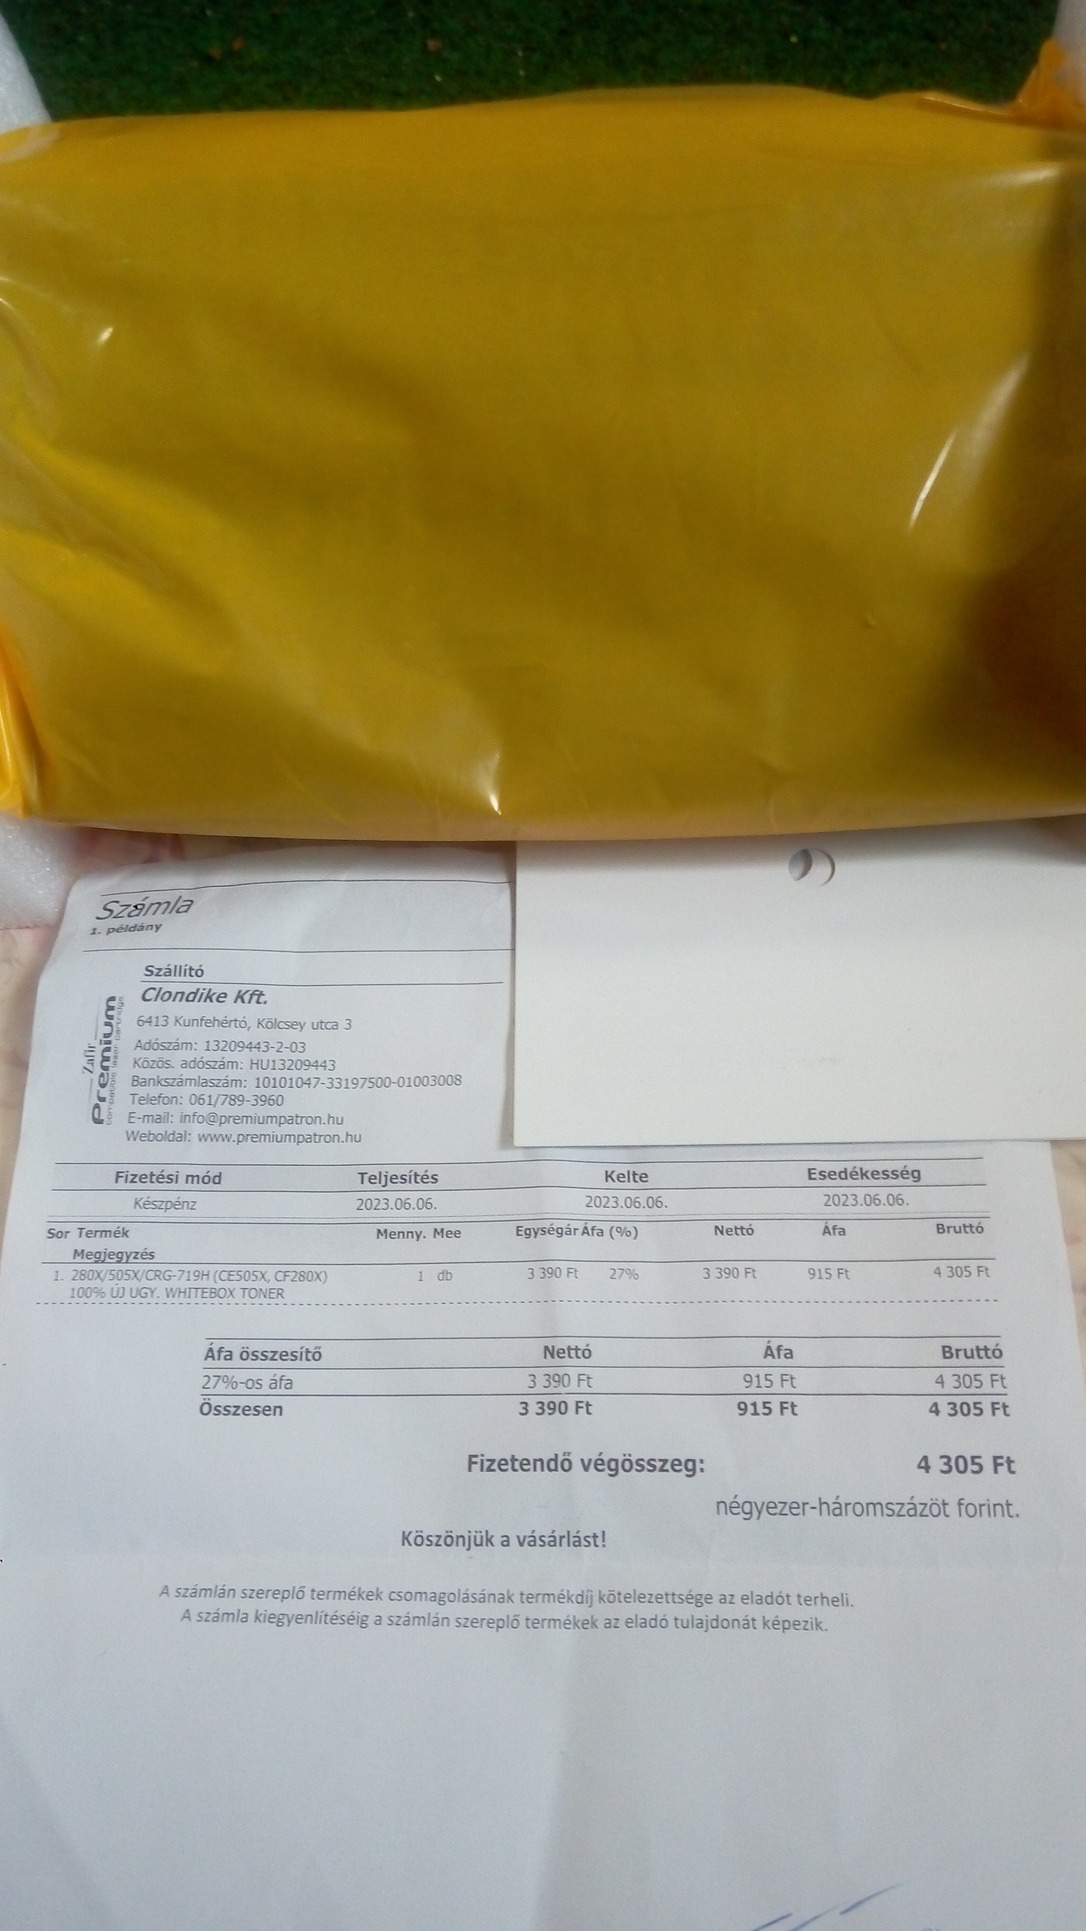 Számla
1. példány
Szállító
Clondike Kft.
6413 Kunfehértó, Kölcsey utca 3
Adószám: 13209443-2-03
Közös. adószám: HU13209443
Bankszámlaszám: 10101047-33197500-01003008
Telefon: 061/789-3960
E-mail: info@premiumpatron.hu
Weboldal: www.premiumpatron.hu
Zafír
Premium
compatible laser cartridge
Fizetési mód Teljesítés Kelte Esedékesség
Készpénz 2023.06.06. 2023.06.06. 2023.06.06.
Sor Termék Menny. Mee Egységár Áfa (%) Nettó Áfa Bruttó
Megjegyzés
1. 280X/505X/CRG-719H (CE505X, CF280X) 1 db 3 390 Ft 27% 3 390 Ft 915 Ft 4 305 Ft
100% ÚJ UGY. WHITEBOX TONER
Áfa összesítő Nettó Áfa Bruttó
27%-os áfa 3 390 Ft 915 Ft 4 305 Ft
Összesen 3 390 Ft 915 Ft 4 305 Ft
Fizetendő végösszeg: 4 305 Ft
négyezer-háromszázöt forint.
Köszönjük a vásárlást!
A számlán szereplő termékek csomagolásának termékdíj kötelezettsége az eladót terheli.
A számla kiegyenlítéséig a számlán szereplő termékek az eladó tulajdonát képezik.